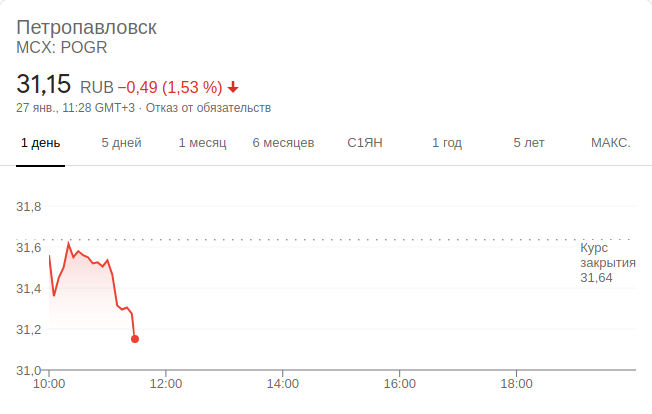 Петропавловск
MCX: POGR
31,15 RUB −0,49 (1,53 %)
27 янв., 11:28 GMT+3 · Отказ от обязательств
1 день 5 дней 1 месяц 6 месяцев С1ЯН 1 год 5 лет МАКС.
31,8
31,6
31,4
31,2
31,0
Курс
закрытия
31,64
10:00 12:00 14:00 16:00 18:00